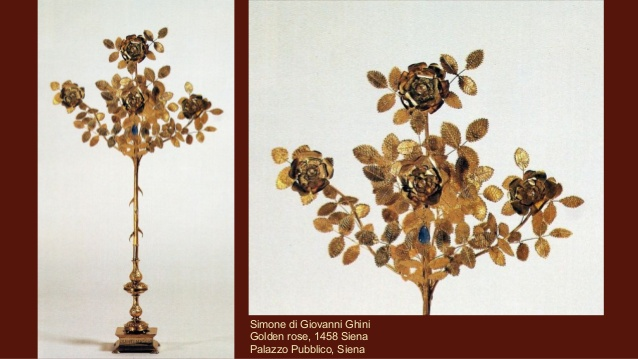 Simone di Giovanni Ghini
Golden rose, 1458 Siena
Palazzo Pubblico, Siena